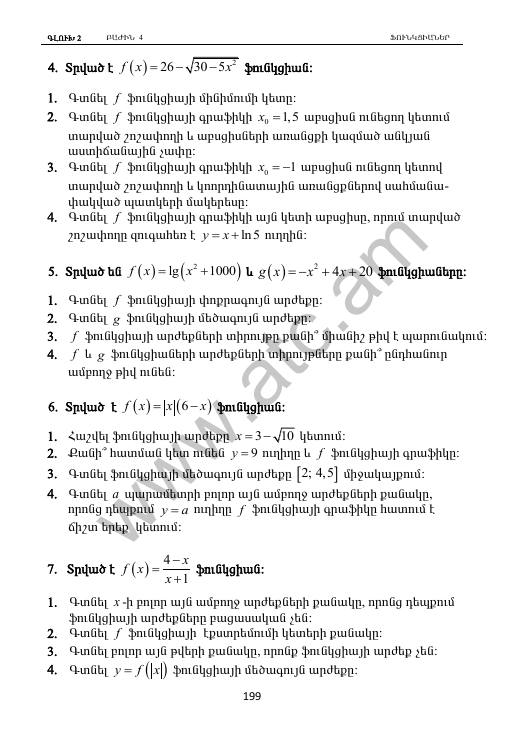 ԳԼՈՒԽ 2 ԲԱԺԻՆ 4 ՖՈՒՆԿՑԻԱՆԵՐ
4. Տրված է f(x)=26−√(30−5x²) ֆունկցիան:
1. Գտնել f ֆունկցիայի մինիմումի կետը:
2. Գտնել f ֆունկցիայի գրաֆիկի x₀=1,5 աբսցիս ունեցող կետում
տարված շոշափողի և աբսցիսների առանցքի կազմած անկյան
աստիճանային չափը:
3. Գտնել f ֆունկցիայի գրաֆիկի x₀=−1 աբսցիս ունեցող կետով
տարված շոշափողի և կոորդինատային առանցքներով սահմանա-
փակված պատկերի մակերեսը:
4. Գտնել f ֆունկցիայի գրաֆիկի այն կետի աբսցիսը, որում տարված
շոշափողը զուգահեռ է y=x+ln5 ուղղին:
5. Տրված են f(x)=lg(x²+1000) և g(x)=−x²+4x+20 ֆունկցիաները:
1. Գտնել f ֆունկցիայի փոքրագույն արժեքը:
2. Գտնել g ֆունկցիայի մեծագույն արժեքը:
3. f ֆունկցիայի արժեքների տիրույթը քանի՞ միանիշ թիվ է պարունակում:
4. f և g ֆունկցիաների արժեքների տիրույթները քանի՞ ընդհանուր
ամբողջ թիվ ունեն:
6. Տրված է f(x)=|x|(6−x) ֆունկցիան:
1. Հաշվել ֆունկցիայի արժեքը x=3−√10 կետում:
2. Քանի՞ հատման կետ ունեն y=9 ուղիղը և f ֆունկցիայի գրաֆիկը:
3. Գտնել ֆունկցիայի մեծագույն արժեքը [2; 4,5] միջակայքում:
4. Գտնել a պարամետրի բոլոր այն ամբողջ արժեքների քանակը,
որոնց դեպքում y=a ուղիղը f ֆունկցիայի գրաֆիկը հատում է
ճիշտ երեք կետում:
7. Տրված է f(x)=(4−x)/(x+1) ֆունկցիան:
1. Գտնել x-ի բոլոր այն ամբողջ արժեքների քանակը, որոնց դեպքում
ֆունկցիայի արժեքները բացասական չեն:
2. Գտնել f ֆունկցիայի էքստրեմումի կետերի քանակը:
3. Գտնել բոլոր այն թվերի քանակը, որոնք ֆունկցիայի արժեք չեն:
4. Գտնել y=f(|x|) ֆունկցիայի մեծագույն արժեքը:
199
www.atc.am